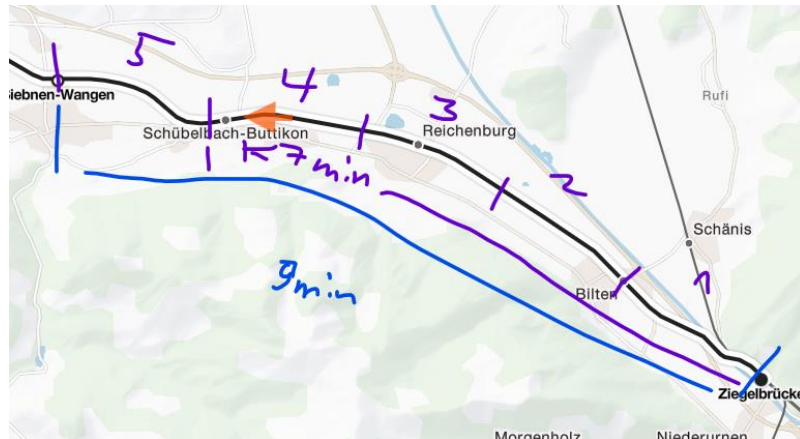 5
4
3
2
1
Siebnen-Wangen
Schübelbach-Buttikon
Reichenburg
Rufi
Schänis
Bilten
Ziegelbrücke
Morgenholz
Niederurnen
7min
9min